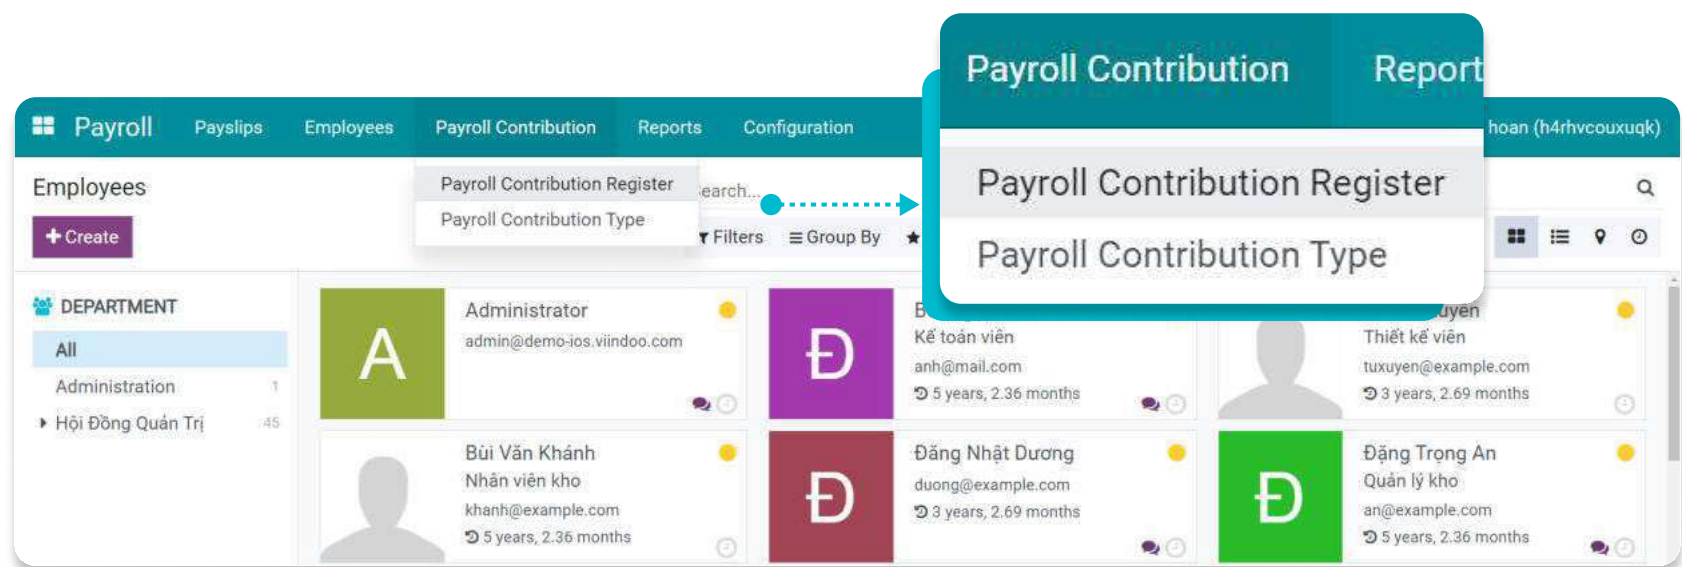 Payroll Contribution Report
Payroll Contribution Register
Payroll Contribution Type
Payroll Payslips Employees Payroll Contribution Reports Configuration hoan (h4rhvcouxuqk)
Employees
Payroll Contribution Register
Payroll Contribution Type
earch...
+ Create
Filters Group By
DEPARTMENT
All
Administration 1
Hội Đồng Quản Trị 45
A
Administrator
admin@demo-ios.viindoo.com
Đ
Kế toán viên
anh@mail.com
5 years, 2.36 months
Thiết kế viên
tuxuyen@example.com
3 years, 2.69 months
Bùi Văn Khánh
Nhân viên kho
khanh@example.com
5 years, 2.36 months
Đ
Đăng Nhật Dương
duong@example.com
3 years, 2.69 months
Đ
Đặng Trọng An
Quản lý kho
an@example.com
5 years, 2.36 months